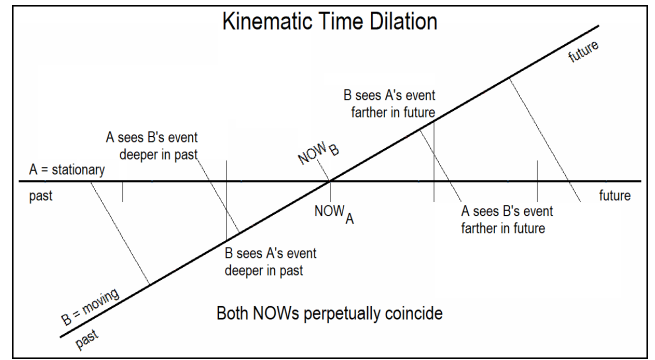 Kinematic Time Dilation
future
B sees A's event
farther in future
A sees B's event
deeper in past
NOW B
A = stationary
past
future
NOW A
A sees B's event
farther in future
B sees A's event
deeper in past
B = moving
past
Both NOWs perpetually coincide